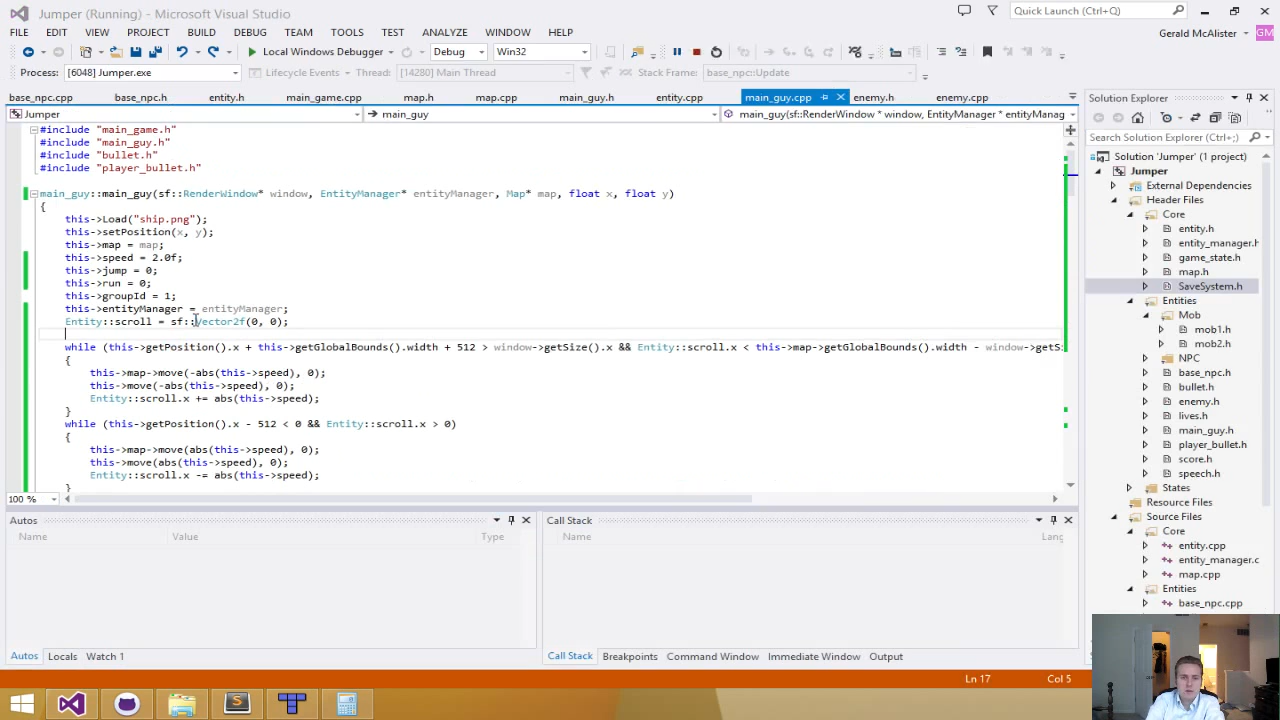 Jumper (Running) - Microsoft Visual Studio
Quick Launch (Ctrl+Q)
FILE EDIT VIEW PROJECT BUILD DEBUG TEAM TOOLS TEST ANALYZE WINDOW HELP
Gerald McAlister GM
Local Windows Debugger Debug Win32
Process: [6048] Jumper.exe Lifecycle Events Thread: [14280] Main Thread Stack Frame: base_npc::Update
base_npc.cpp base_npc.h entity.h main_game.cpp map.h map.cpp main_guy.h entity.cpp main_guy.cpp enemy.h enemy.cpp
Jumper main_guy main_guy(sf::RenderWindow * window, EntityManager * entityManag
#include "main_game.h"
#include "main_guy.h"
#include "bullet.h"
#include "player_bullet.h"
main_guy::main_guy(sf::RenderWindow* window, EntityManager* entityManager, Map* map, float x, float y)
{
this->Load("ship.png");
this->setPosition(x, y);
this->map = map;
this->speed = 2.0f;
this->jump = 0;
this->run = 0;
this->groupId = 1;
this->entityManager = entityManager;
Entity::scroll = sf::Vector2f(0, 0);
while (this->getPosition().x + this->getGlobalBounds().width + 512 > window->getSize().x && Entity::scroll.x < this->map->getGlobalBounds().width - window->getS
{
this->map->move(-abs(this->speed), 0);
this->move(-abs(this->speed), 0);
Entity::scroll.x += abs(this->speed);
}
while (this->getPosition().x - 512 < 0 && Entity::scroll.x > 0)
{
this->map->move(abs(this->speed), 0);
this->move(abs(this->speed), 0);
Entity::scroll.x -= abs(this->speed);
}
100 %
Autos
Name Value Type
Autos Locals Watch 1
Call Stack
Name Lang
Call Stack Breakpoints Command Window Immediate Window Output
Solution Explorer
Search Solution Explorer (Ctrl+;)
Solution 'Jumper' (1 project)
Jumper
External Dependencies
Header Files
Core
entity.h
entity_manager.h
game_state.h
map.h
SaveSystem.h
Entities
Mob
mob1.h
mob2.h
NPC
base_npc.h
bullet.h
enemy.h
lives.h
main_guy.h
player_bullet.h
score.h
speech.h
States
Resource Files
Source Files
Core
entity.cpp
entity_manager.c
map.cpp
Entities
base_npc.cpp
Ln 17 Col 5